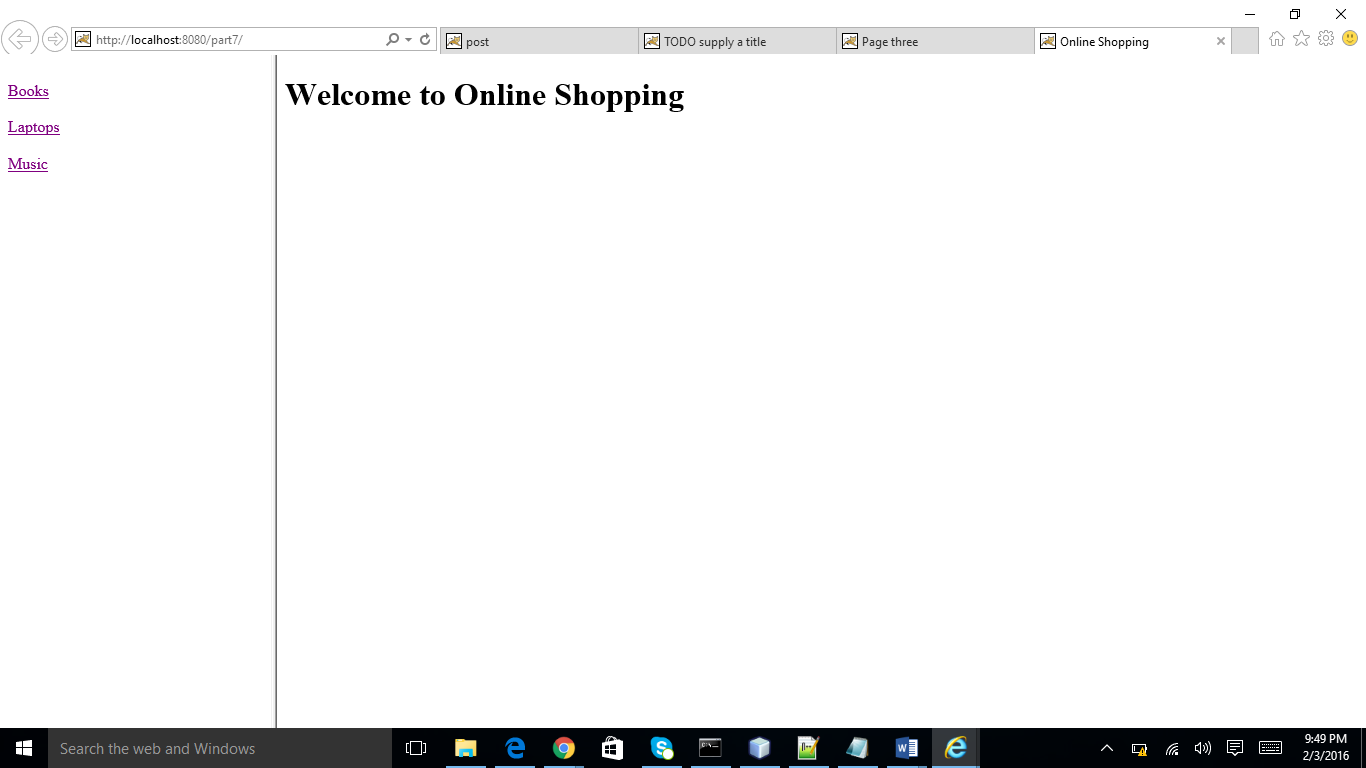 http://localhost:8080/part7/
post
TODO supply a title
Page three
Online Shopping
Books
Laptops
Music
Welcome to Online Shopping
Search the web and Windows
9:49 PM
2/3/2016